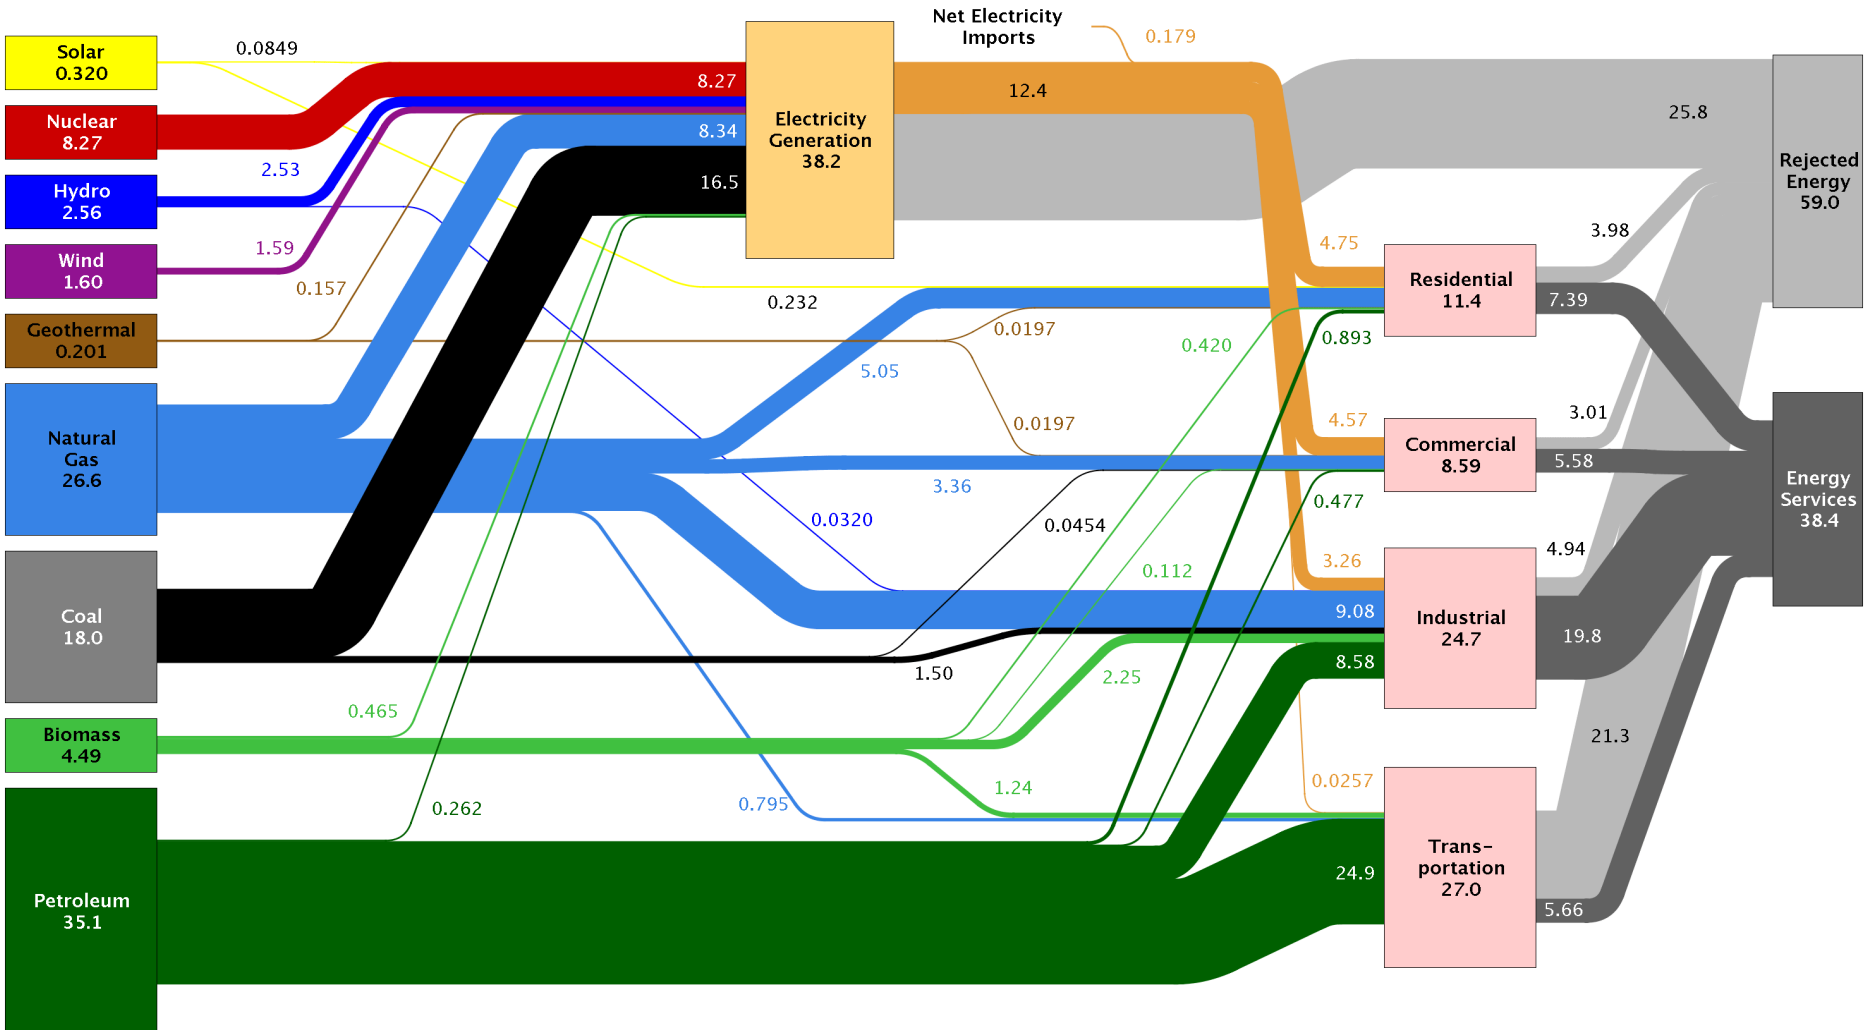 Net Electricity
Imports
0.179
Solar
0.320
0.0849
Nuclear
8.27
8.27
2.53
Hydro
2.56
Wind
1.60
1.59
Geothermal
0.201
0.157
Natural
Gas
26.6
8.34
Coal
18.0
16.5
Biomass
4.49
0.465
Petroleum
35.1
0.262
Electricity
Generation
38.2
12.4
25.8
0.232
0.0197
5.05
0.0197
3.36
0.0320
0.0454
0.420
0.112
1.50
2.25
0.795
1.24
4.75
0.893
4.57
0.477
3.26
9.08
8.58
0.0257
24.9
Residential
11.4
3.98
7.39
Commercial
8.59
3.01
5.58
Industrial
24.7
4.94
19.8
Trans-
portation
27.0
21.3
5.66
Rejected
Energy
59.0
Energy
Services
38.4